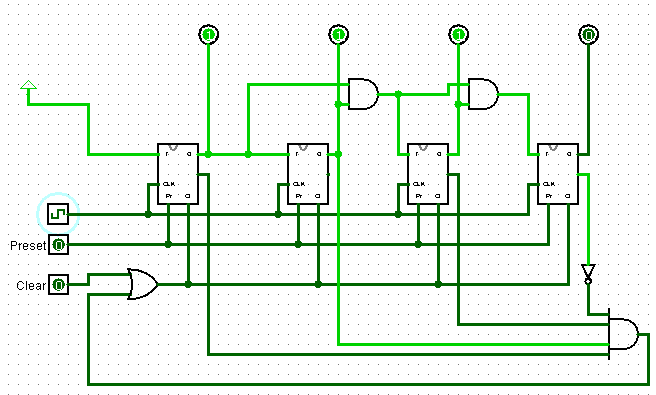 1 1 1 0
T Q T Q T Q T Q
CLK CLK CLK CLK
Pr Cl Pr Cl Pr Cl Pr Cl
Preset 0
Clear 0